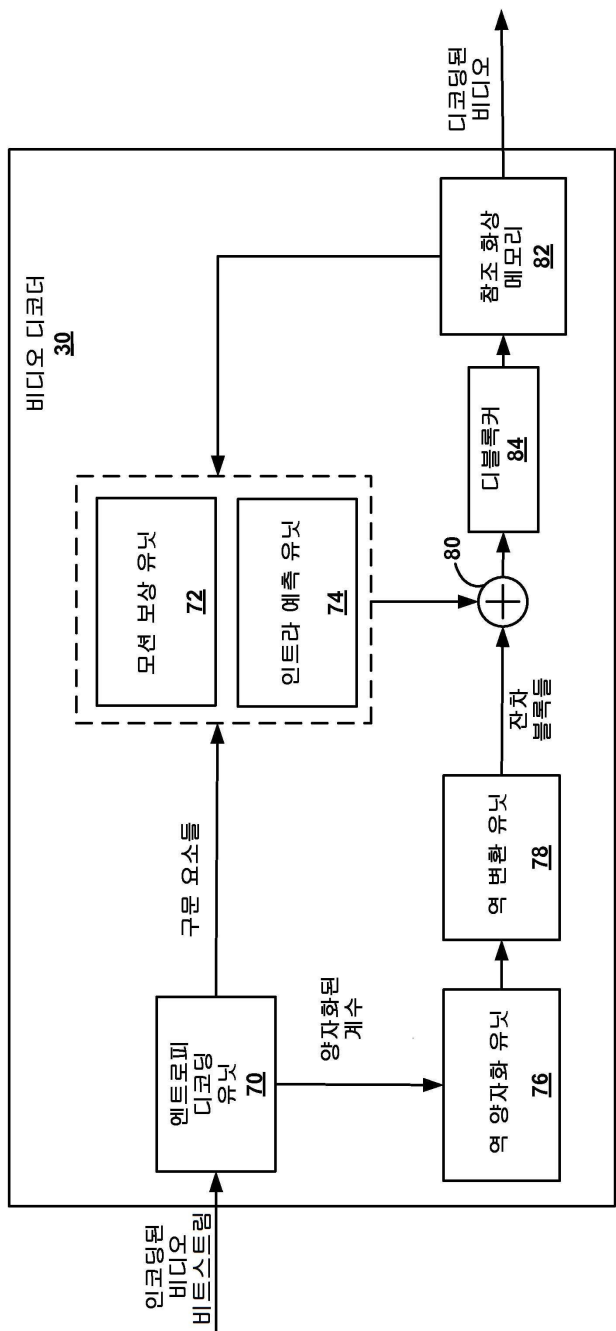 비디오 디코더
30
인코딩된
비디오
비트스트림
엔트로피
디코딩
유닛
70
구문 요소들
모션 보상 유닛
72
인트라 예측 유닛
74
양자화된
계수
역 양자화 유닛
76
역 변환 유닛
78
잔차
블록들
80
디블록커
84
참조 화상
메모리
82
디코딩된
비디오